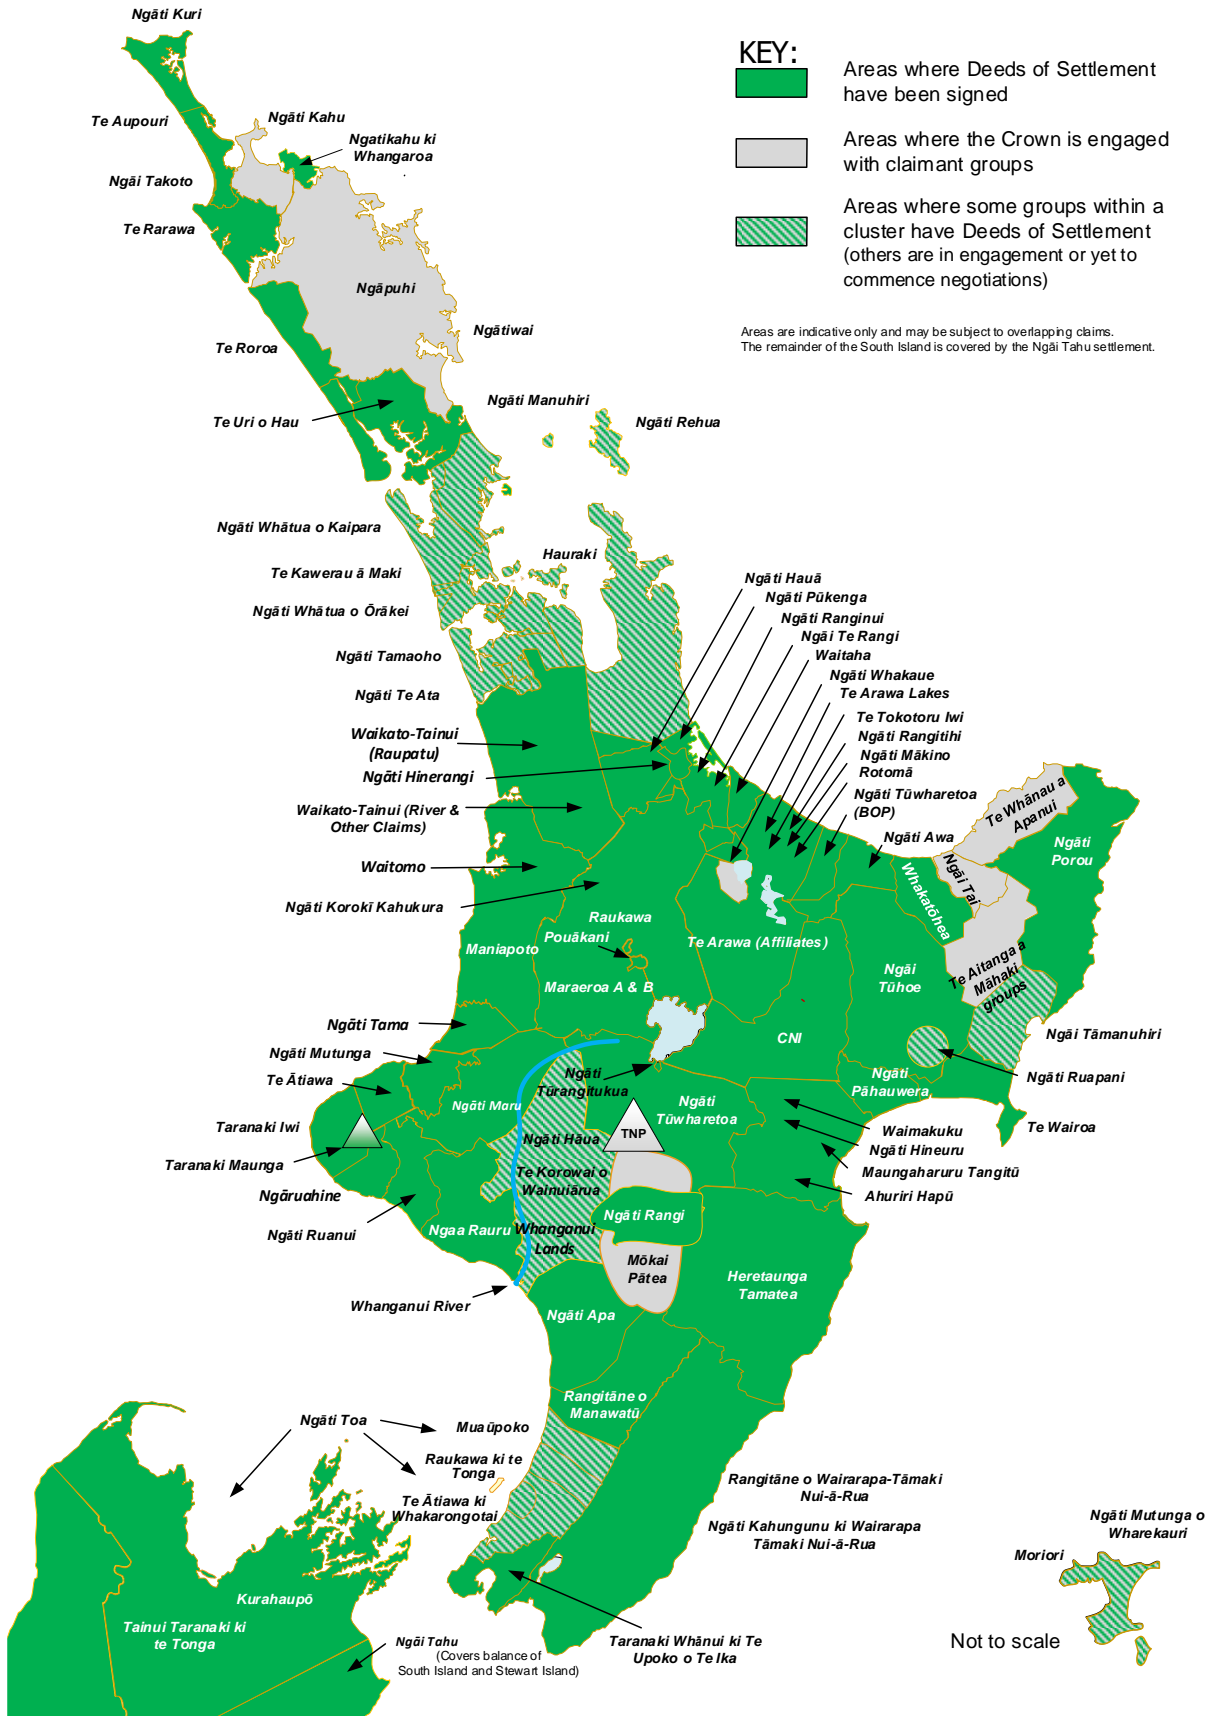 Ngāti Kuri
KEY:
Areas where Deeds of Settlement
have been signed
Te Aupouri
Ngāti Kahu
Ngatikahu ki
Whangaroa
Areas where the Crown is engaged
with claimant groups
Ngāi Takoto
Te Rarawa
Areas where some groups within a
cluster have Deeds of Settlement
(others are in engagement or yet to
commence negotiations)
Ngāpuhi
Ngātiwai
Areas are indicative only and may be subject to overlapping claims.
The remainder of the South Island is covered by the Ngāi Tahu settlement.
Te Roroa
Ngāti Manuhiri
Te Uri o Hau
Ngāti Rehua
Ngāti Whātua o Kaipara
Hauraki
Te Kawerau ā Maki
Ngāti Whātua o Ōrākei
Ngāti Hauā
Ngāti Pūkenga
Ngāti Ranginui
Ngāi Te Rangi
Waitaha
Ngāti Whakaue
Te Arawa Lakes
Te Tokotoru Iwi
Ngāti Rangitihi
Ngāti Mākino
Rotomā
Ngāti Tūwharetoa
(BOP)
Ngāti Awa
Ngāti Tamaoho
Ngāti Te Ata
Waikato-Tainui
(Raupatu)
Ngāti Hinerangi
Waikato-Tainui (River &
Other Claims)
Waitomo
Ngāti Korokī Kahukura
Te Whānau a
Apanui
Ngāti
Porou
Ngāi Tai
Whakatōhea
Raukawa
Pouākani
Maniapoto
Te Arawa (Affiliates)
Maraeroa A & B
Ngāi
Tūhoe
Te Aitanga a
Māhaki
groups
Ngāti Tama
Ngāti Mutunga
Te Ātiawa
CNI
Ngāi Tāmanuhiri
Ngāti Ruapani
Ngāti
Tūrangitukua
Ngāti
Pāhauwera
Ngāti Maru
Ngāti
Tūwharetoa
Taranaki Iwi
Taranaki Maunga
TNP
Ngāti Hāua
Te Wairoa
Waimakuku
Ngāti Hineuru
Maungaharuru Tangitū
Ahuriri Hapū
Te Korowai o
Wainuiārua
Ngāruahine
Ngāti Ruanui
Ngaa Rauru
Whanganui
Lands
Ngāti Rangi
Mōkai
Pātea
Heretaunga
Tamatea
Whanganui River
Ngāti Apa
Rangitāne o
Manawatū
Ngāti Toa
Muaūpoko
Raukawa ki te
Tonga
Te Ātiawa ki
Whakarongotai
Rangitāne o Wairarapa-Tāmaki
Nui-ā-Rua
Ngāti Kahungunu ki Wairarapa
Tāmaki Nui-ā-Rua
Ngāti Mutunga o
Wharekauri
Moriori
Kurahaupō
Tainui Taranaki ki
te Tonga
Ngāi Tahu
(Covers balance of
South Island and Stewart Island)
Taranaki Whānui ki Te
Upoko o Te Ika
Not to scale